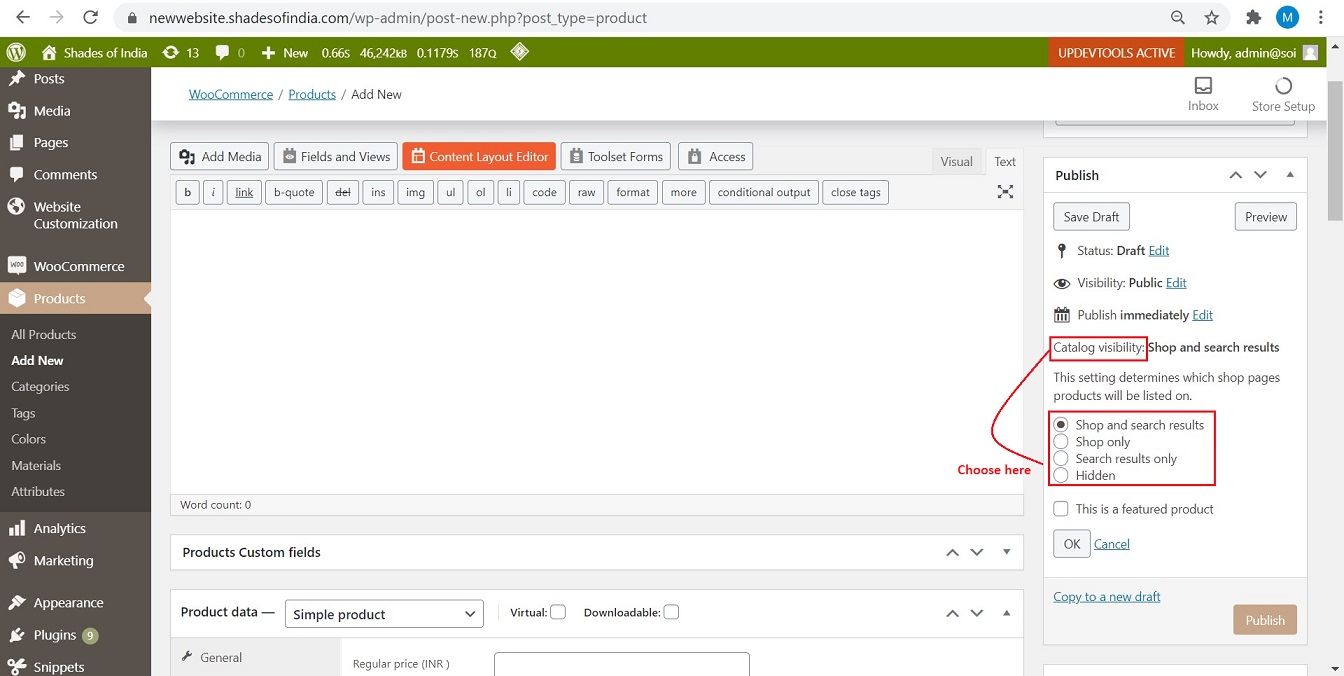 newwebsite.shadesofindia.com/wp-admin/post-new.php?post_type=product
M
Shades of India 13 0 New 0.66S 46,242KB 0.1179S 187Q
UPDEVTOOLS ACTIVE Howdy, admin@soi
Posts
Media
Pages
Comments
Website
Customization
WooCommerce
Products
All Products
Add New
Categories
Tags
Colors
Materials
Attributes
Analytics
Marketing
Appearance
Plugins 9
Snippets
WooCommerce / Products / Add New
Inbox
Store Setup
Add Media Fields and Views Content Layout Editor Toolset Forms Access
Visual Text
b i link b-quote del ins img ul ol li code raw format more conditional output close tags
Word count: 0
Products Custom fields
Product data — Simple product Virtual: Downloadable:
General
Regular price (INR )
Publish
Save Draft Preview
Status: Draft Edit
Visibility: Public Edit
Publish immediately Edit
Catalog visibility: Shop and search results
This setting determines which shop pages
products will be listed on.
Shop and search results
Shop only
Search results only
Hidden
Choose here
This is a featured product
OK Cancel
Copy to a new draft
Publish